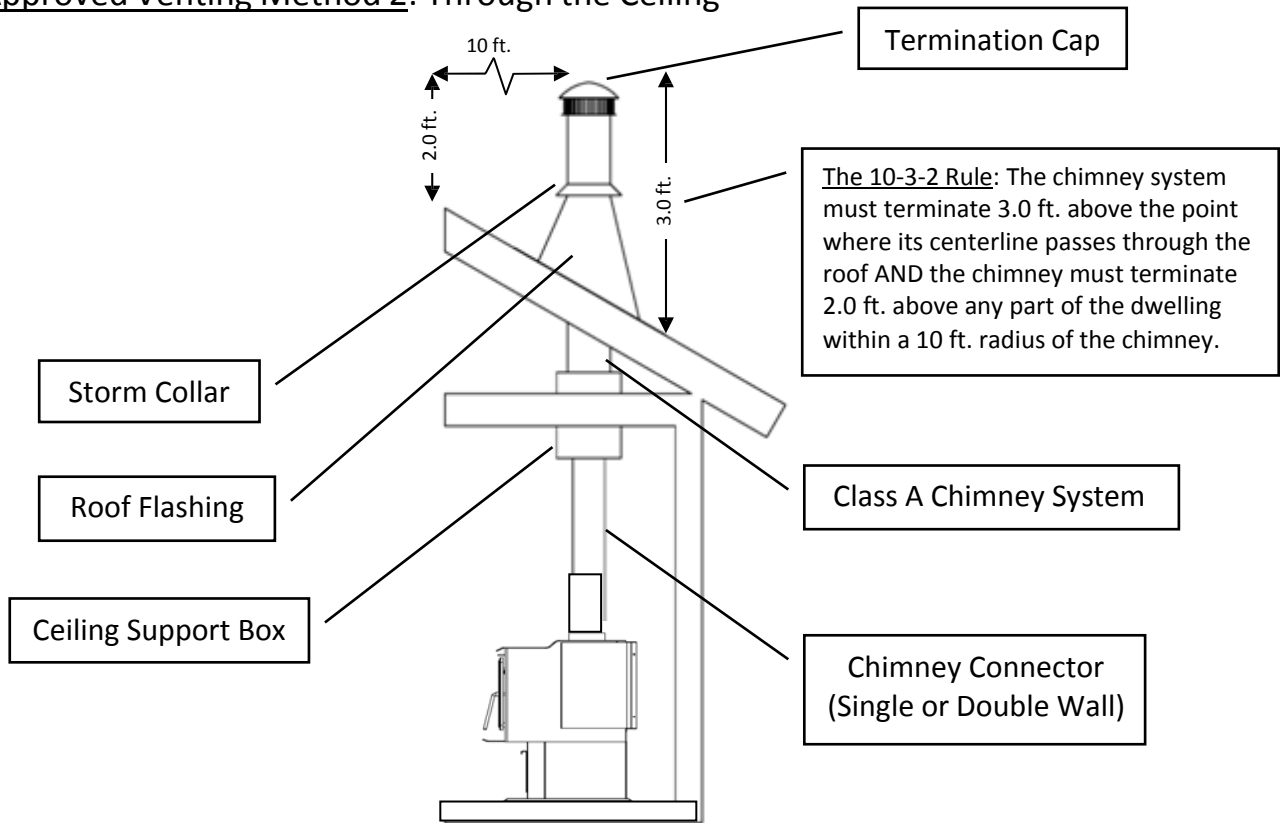 Approved Venting Method 2: Through the Ceiling
10 ft.
Termination Cap
2.0 ft.
3.0 ft.
The 10-3-2 Rule: The chimney system
must terminate 3.0 ft. above the point
where its centerline passes through the
roof AND the chimney must terminate
2.0 ft. above any part of the dwelling
within a 10 ft. radius of the chimney.
Storm Collar
Roof Flashing
Class A Chimney System
Ceiling Support Box
Chimney Connector
(Single or Double Wall)